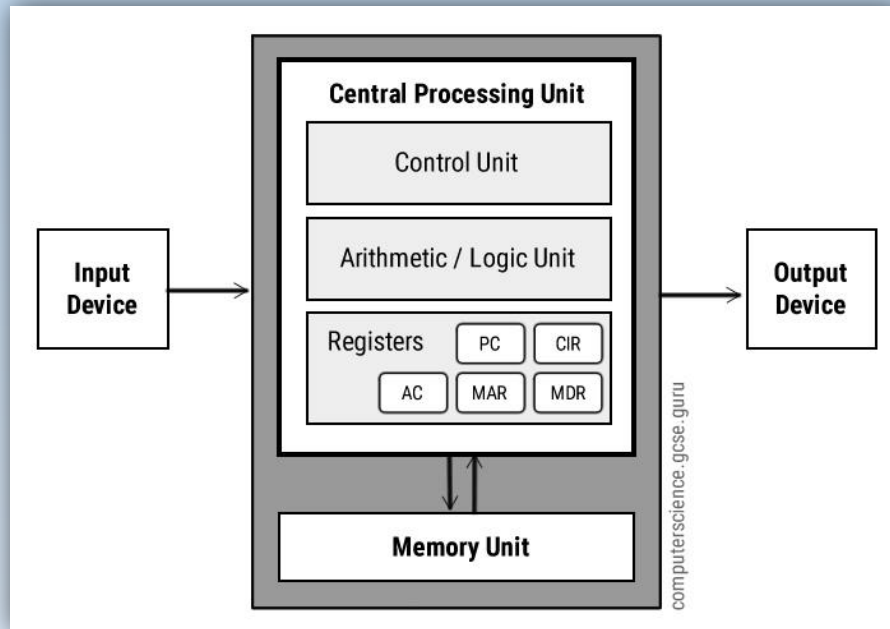 Central Processing Unit
Control Unit
Arithmetic / Logic Unit
Registers PC CIR
AC MAR MDR
Input
Device
Output
Device
Memory Unit
computerscience.gcse.guru